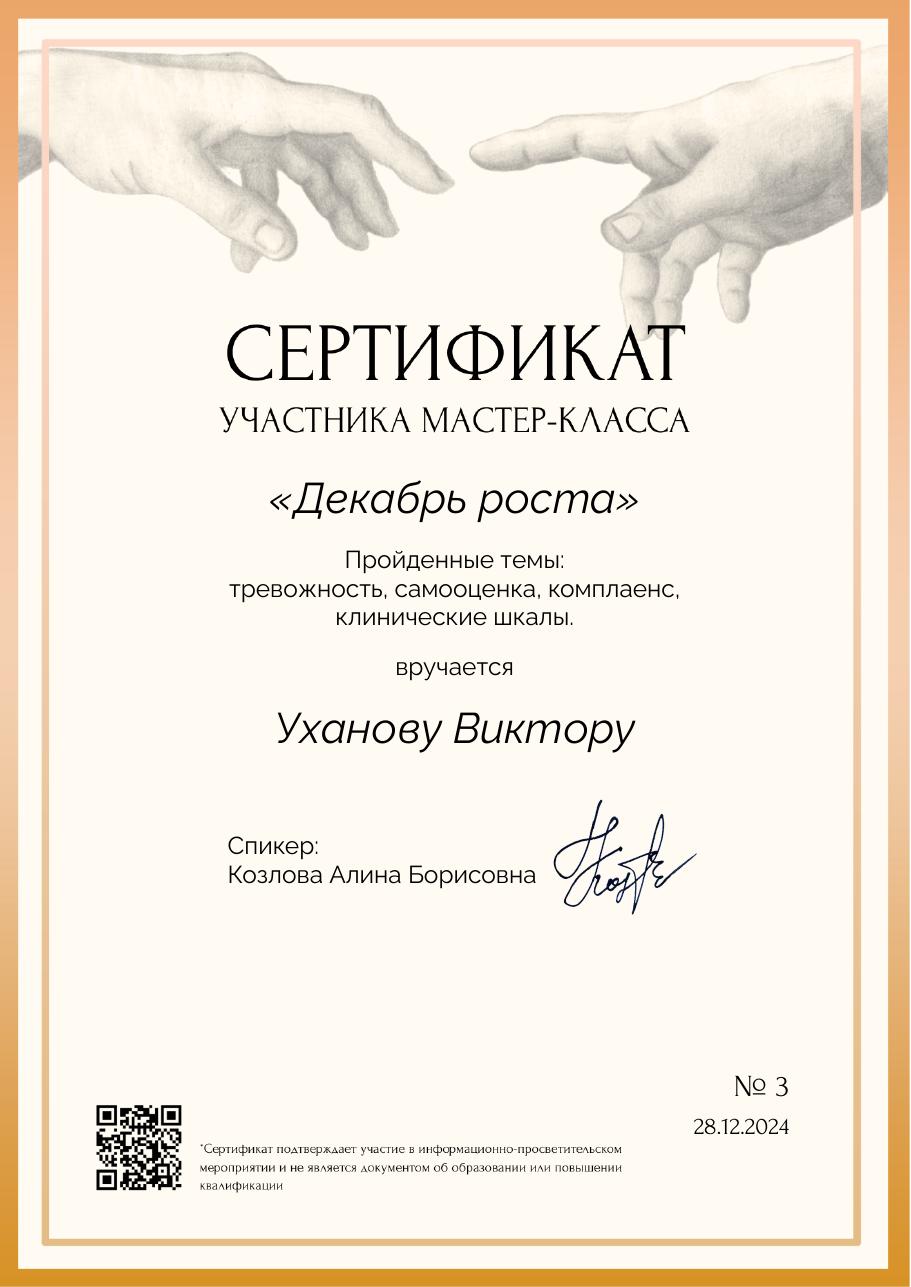 СЕРТИФИКАТ
УЧАСТНИКА МАСТЕР-КЛАССА
«Декабрь роста»
Пройденные темы:
тревожность, самооценка, комплаенс,
клинические шкалы.
вручается
Уханову Виктору
Спикер:
Козлова Алина Борисовна
№ 3
28.12.2024
*Сертификат подтверждает участие в информационно-просветительском
мероприятии и не является документом об образовании или повышении
квалификации